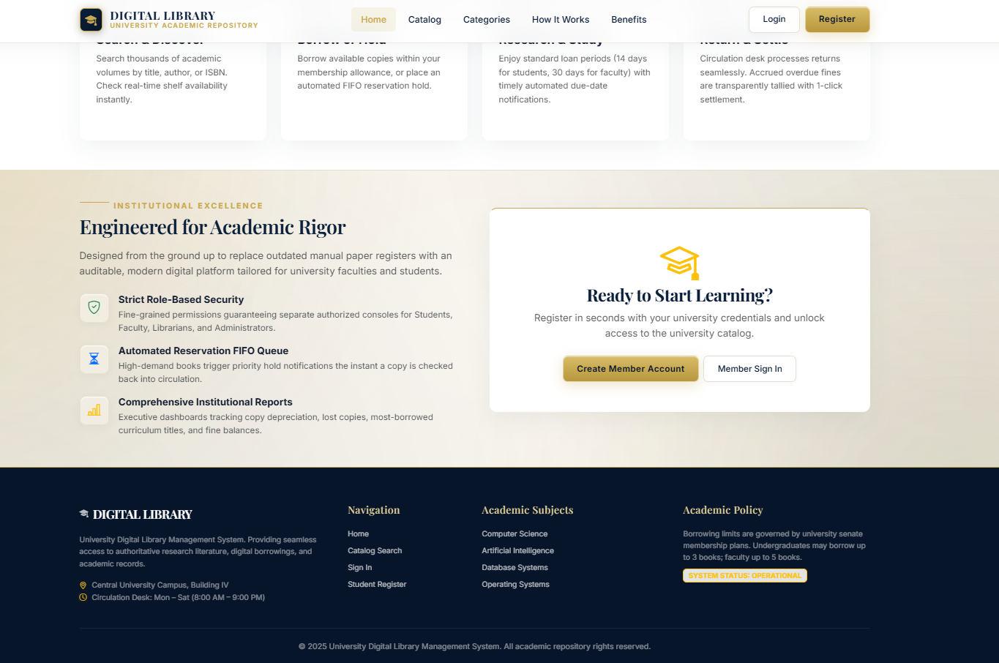 DIGITAL LIBRARY
UNIVERSITY ACADEMIC REPOSITORY
Home
Catalog
Categories
How It Works
Benefits
Login
Register
Search thousands of academic
volumes by title, author, or ISBN.
Check real-time shelf availability
instantly.
Borrow available copies within your
membership allowance, or place an
automated FIFO reservation hold.
Enjoy standard loan periods (14 days
for students, 30 days for faculty) with
timely automated due-date
notifications.
Circulation desk processes returns
seamlessly. Accrued overdue fines
are transparently tallied with 1-click
settlement.
INSTITUTIONAL EXCELLENCE
Engineered for Academic Rigor
Designed from the ground up to replace outdated manual paper registers with an
auditable, modern digital platform tailored for university faculties and students.
Strict Role-Based Security
Fine-grained permissions guaranteeing separate authorized consoles for Students,
Faculty, Librarians, and Administrators.
Automated Reservation FIFO Queue
High-demand books trigger priority hold notifications the instant a copy is checked
back into circulation.
Comprehensive Institutional Reports
Executive dashboards tracking copy depreciation, lost copies, most-borrowed
curriculum titles, and fine balances.
Ready to Start Learning?
Register in seconds with your university credentials and unlock
access to the university catalog.
Create Member Account
Member Sign In
DIGITAL LIBRARY
University Digital Library Management System. Providing seamless
access to authoritative research literature, digital borrowings, and
academic records.
Central University Campus, Building IV
Circulation Desk: Mon – Sat (8:00 AM – 9:00 PM)
Navigation
Home
Catalog Search
Sign In
Student Register
Academic Subjects
Computer Science
Artificial Intelligence
Database Systems
Operating Systems
Academic Policy
Borrowing limits are governed by university senate
membership plans. Undergraduates may borrow up
to 3 books; faculty up to 5 books.
SYSTEM STATUS: OPERATIONAL
© 2025 University Digital Library Management System. All academic repository rights reserved.